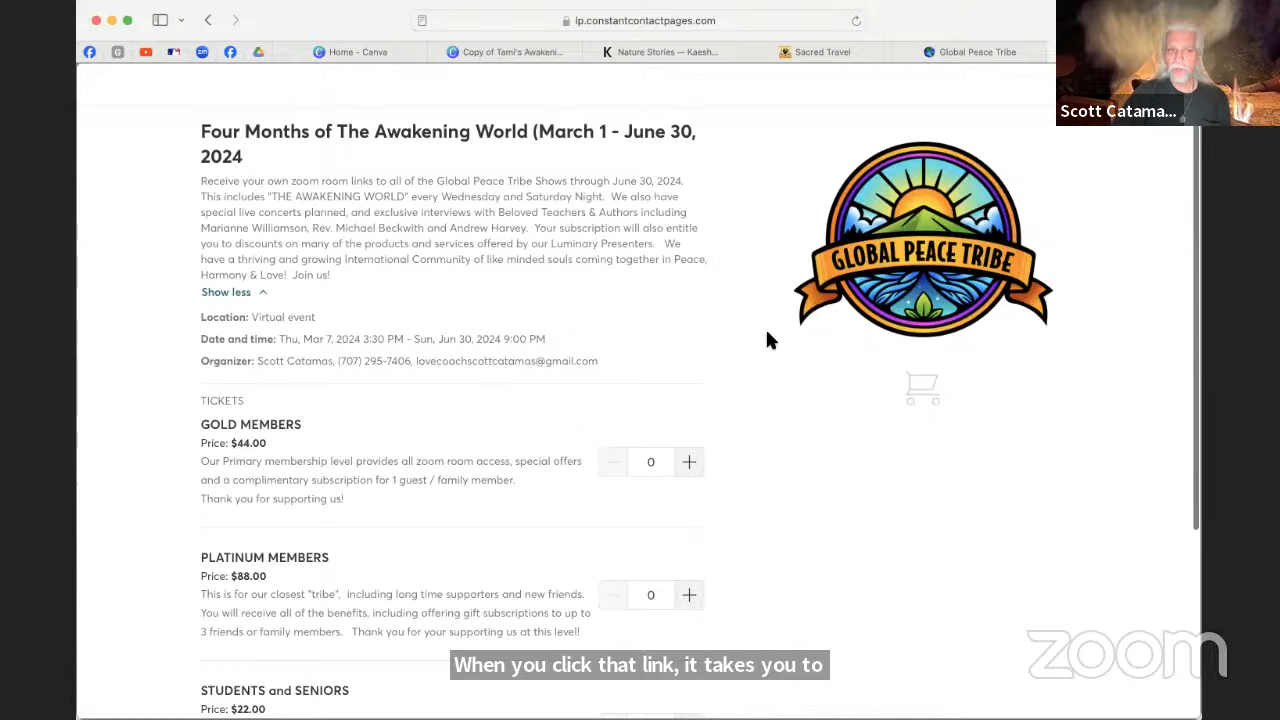 lp.constantcontactpages.com
Home - Canva
Copy of Tami's Awakeni...
Nature Stories — Kaesh...
Sacred Travel
Global Peace Tribe
Scott Catama...
Four Months of The Awakening World (March 1 - June 30,
2024
Receive your own zoom room links to all of the Global Peace Tribe Shows through June 30, 2024.
This includes "THE AWAKENING WORLD" every Wednesday and Saturday Night. We also have
special live concerts planned, and exclusive interviews with Beloved Teachers & Authors including
Marianne Williamson, Rev. Michael Beckwith and Andrew Harvey. Your subscription will also entitle
you to discounts on many of the products and services offered by our Luminary Presenters. We
have a thriving and growing International Community of like minded souls coming together in Peace,
Harmony & Love! Join us!
Show less
Location: Virtual event
Date and time: Thu, Mar 7, 2024 3:30 PM - Sun, Jun 30, 2024 9:00 PM
Organizer: Scott Catamas, (707) 295-7406, lovecoachscottcatamas@gmail.com
GLOBAL PEACE TRIBE
TICKETS
GOLD MEMBERS
Price: $44.00
Our Primary membership level provides all zoom room access, special offers
and a complimentary subscription for 1 guest / family member.
Thank you for supporting us!
0
PLATINUM MEMBERS
Price: $88.00
This is for our closest "tribe", including long time supporters and new friends.
You will receive all of the benefits, including offering gift subscriptions to up to
3 friends or family members. Thank you for your supporting us at this level!
0
STUDENTS and SENIORS
Price: $22.00
When you click that link, it takes you to
zoom